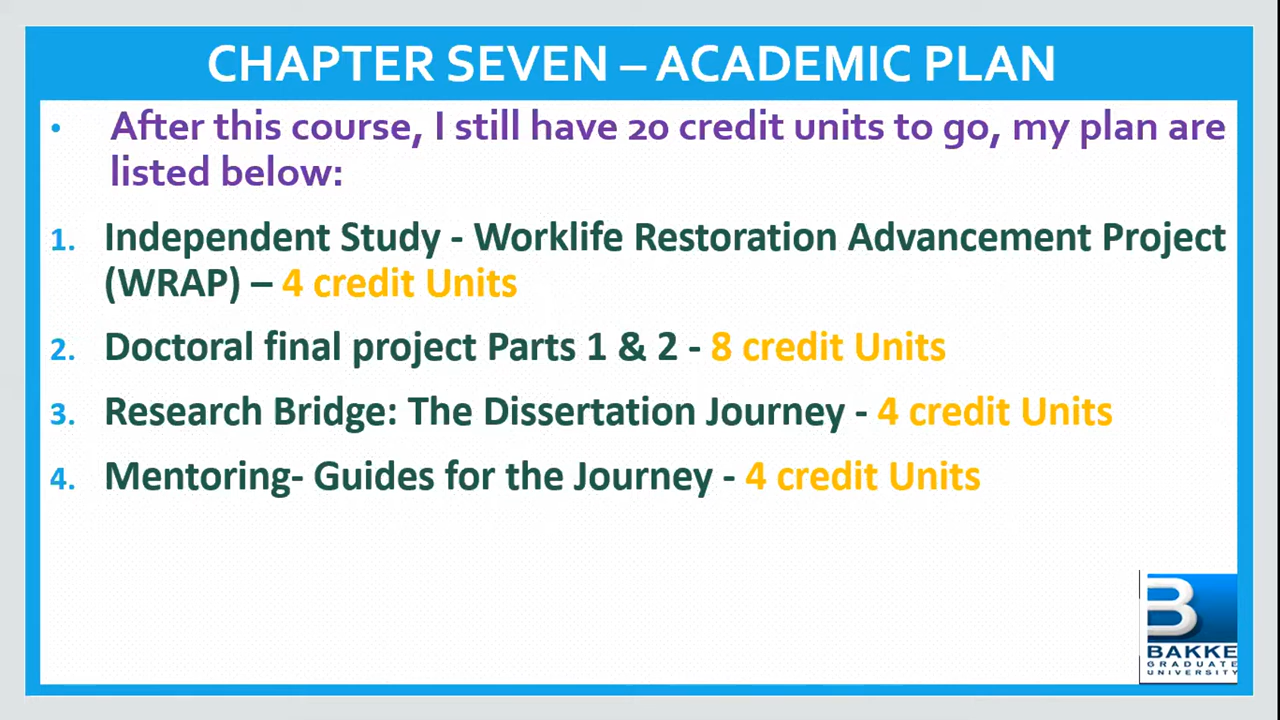 CHAPTER SEVEN – ACADEMIC PLAN
• After this course, I still have 20 credit units to go, my plan are
listed below:
1. Independent Study - Worklife Restoration Advancement Project
(WRAP) – 4 credit Units
2. Doctoral final project Parts 1 & 2 - 8 credit Units
3. Research Bridge: The Dissertation Journey - 4 credit Units
4. Mentoring- Guides for the Journey - 4 credit Units
B
BAKKE
GRADUATE
UNIVERSITY